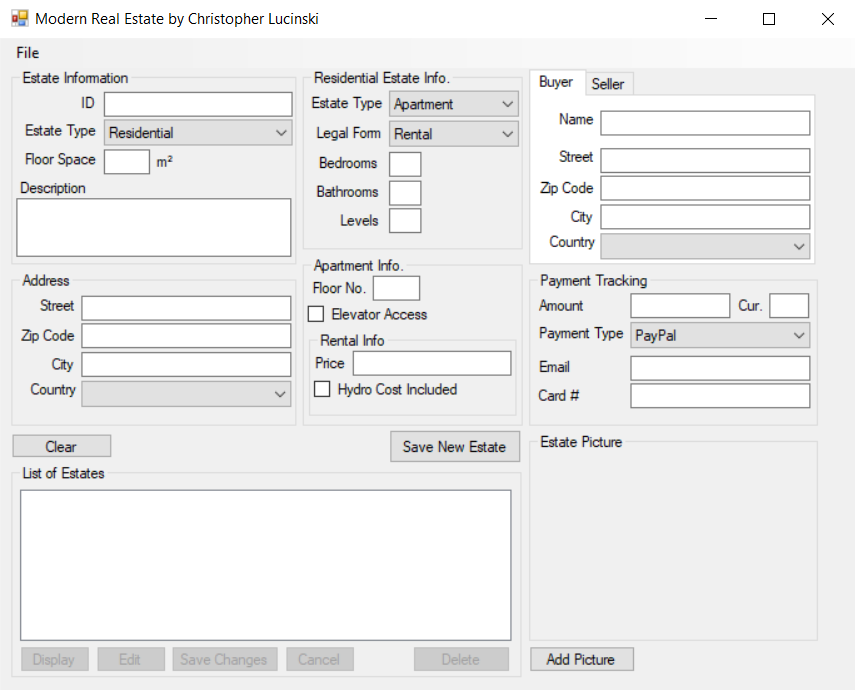 Modern Real Estate by Christopher Lucinski
File
Estate Information
ID
Estate Type Residential
Floor Space m²
Description
Address
Street
Zip Code
City
Country
Residential Estate Info.
Estate Type Apartment
Legal Form Rental
Bedrooms
Bathrooms
Levels
Apartment Info.
Floor No.
Elevator Access
Rental Info
Price
Hydro Cost Included
Buyer Seller
Name
Street
Zip Code
City
Country
Payment Tracking
Amount Cur.
Payment Type PayPal
Email
Card #
Clear Save New Estate
List of Estates
Display Edit Save Changes Cancel Delete
Estate Picture
Add Picture